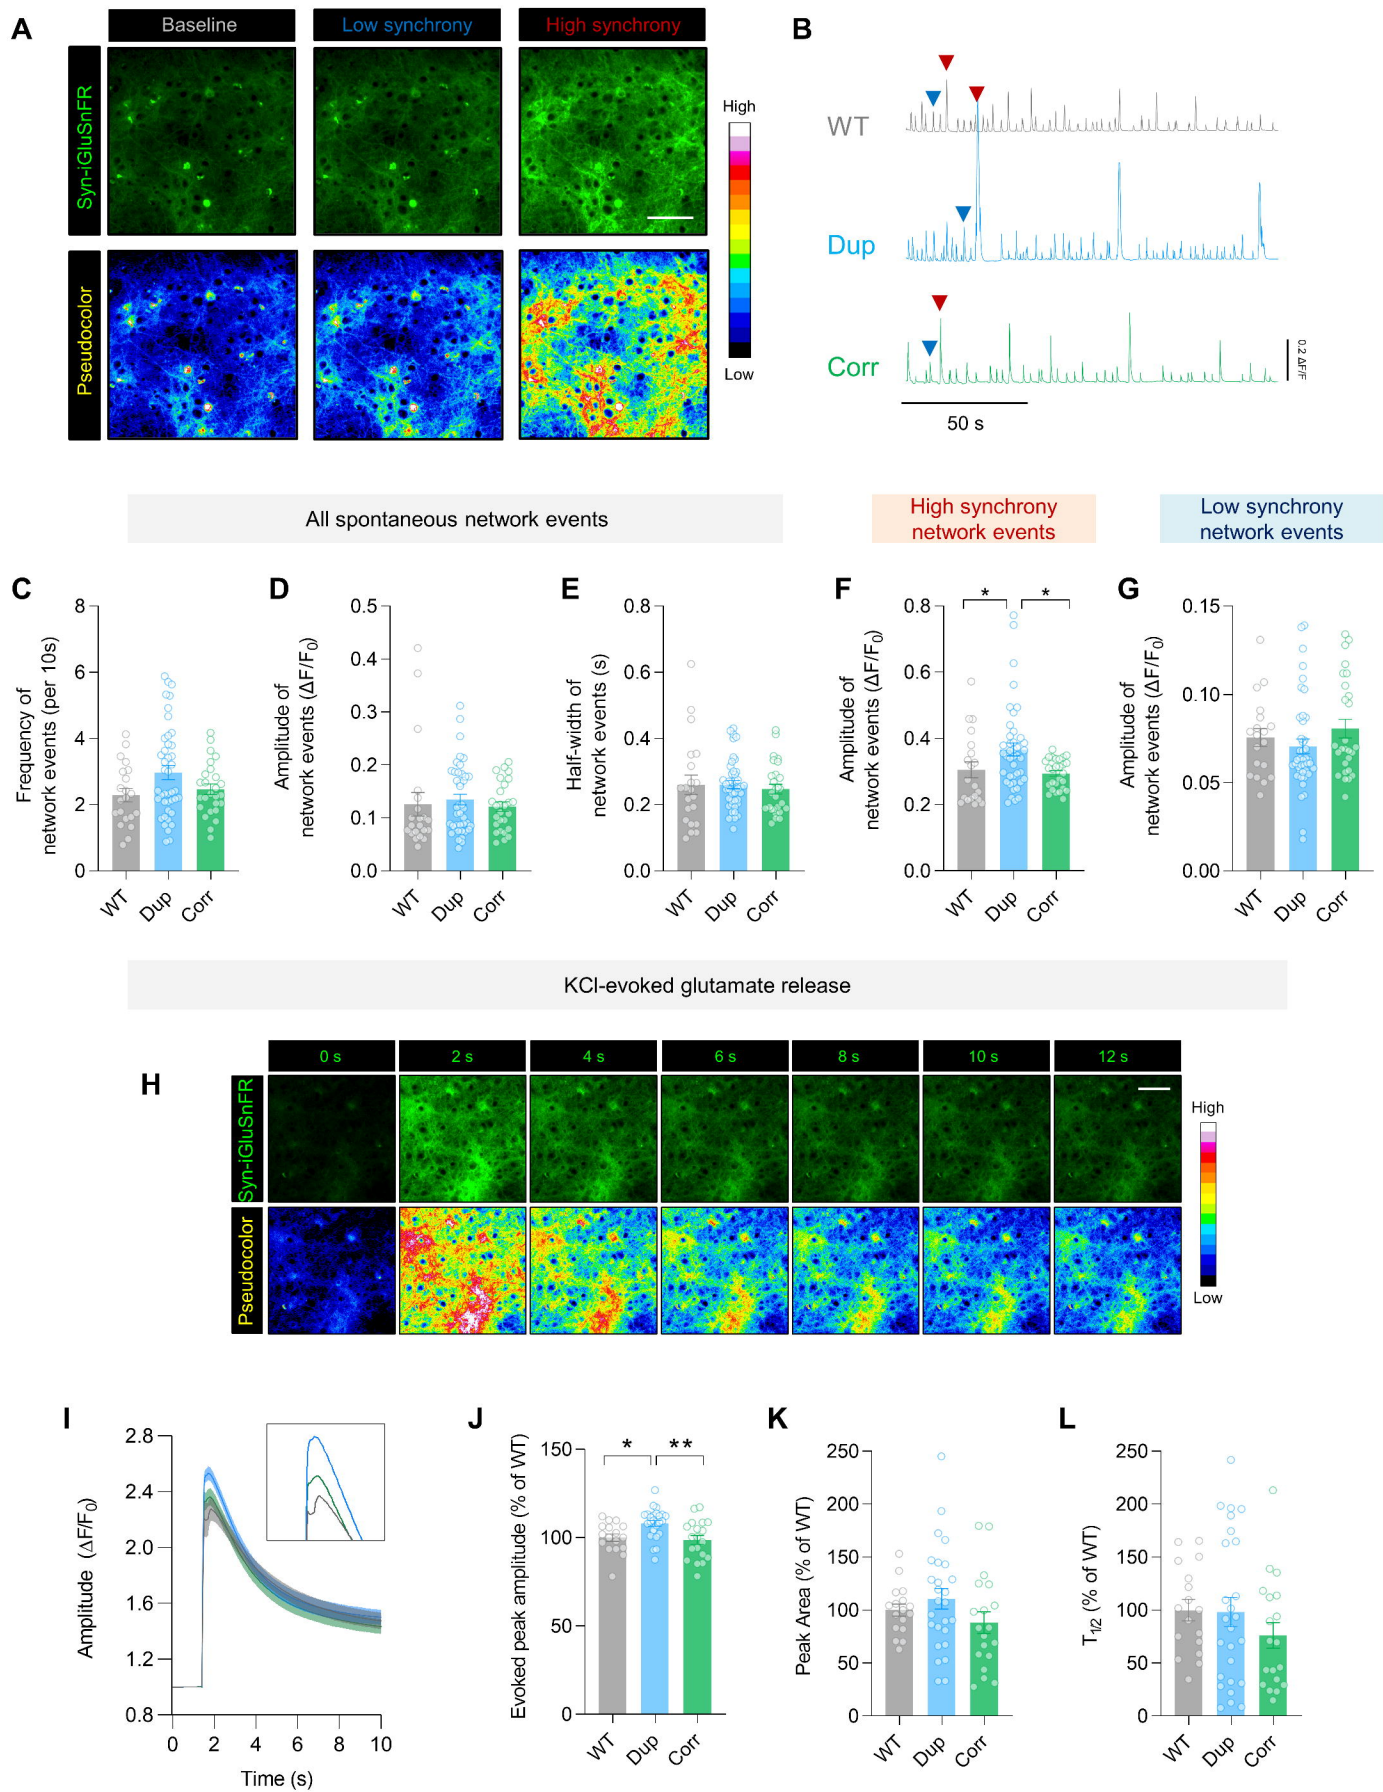 A
Baseline
Low synchrony
High synchrony
Syn-iGluSnFR
Pseudocolor
High
Low
B
WT
Dup
Corr
0.2 ΔF/F
50 s
All spontaneous network events
High synchrony
network events
Low synchrony
network events
C
Frequency of
network events (per 10s)
8
6
4
2
0
WT
Dup
Corr
D
Amplitude of
network events (ΔF/F0)
0.5
0.4
0.3
0.2
0.1
0.0
WT
Dup
Corr
E
Half-width of
network events (s)
0.8
0.6
0.4
0.2
0.0
WT
Dup
Corr
F
Amplitude of
network events (ΔF/F0)
0.8
0.6
0.4
0.2
0.0
* *
WT
Dup
Corr
G
Amplitude of
network events (ΔF/F0)
0.15
0.10
0.05
0.00
WT
Dup
Corr
KCl-evoked glutamate release
H
0 s
2 s
4 s
6 s
8 s
10 s
12 s
Syn-iGluSnFR
Pseudocolor
High
Low
I
Amplitude (ΔF/F0)
2.8
2.4
2.0
1.6
1.2
0.8
0 2 4 6 8 10
Time (s)
J
Evoked peak amplitude (% of WT)
150
100
50
0
* **
WT
Dup
Corr
K
Peak Area (% of WT)
250
200
150
100
50
0
WT
Dup
Corr
L
T1/2 (% of WT)
250
200
150
100
50
0
WT
Dup
Corr